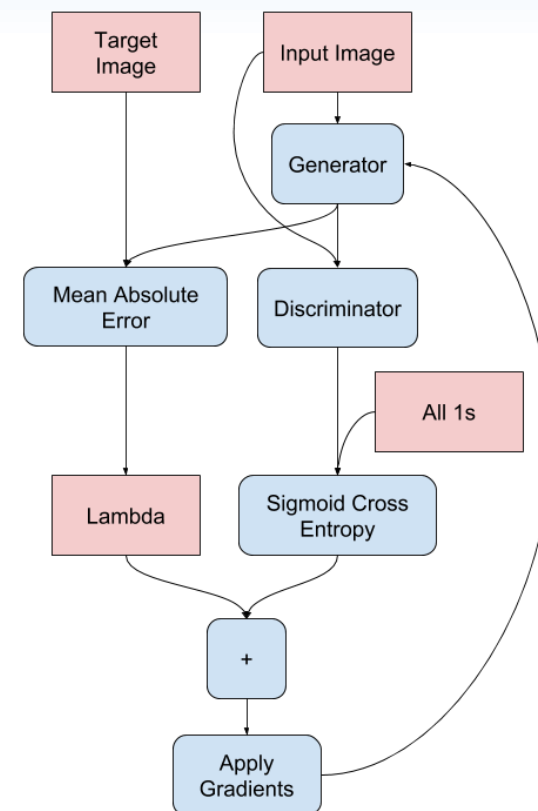 Target
Image
Input Image
Generator
Mean Absolute
Error
Discriminator
All 1s
Lambda
Sigmoid Cross
Entropy
+
Apply
Gradients